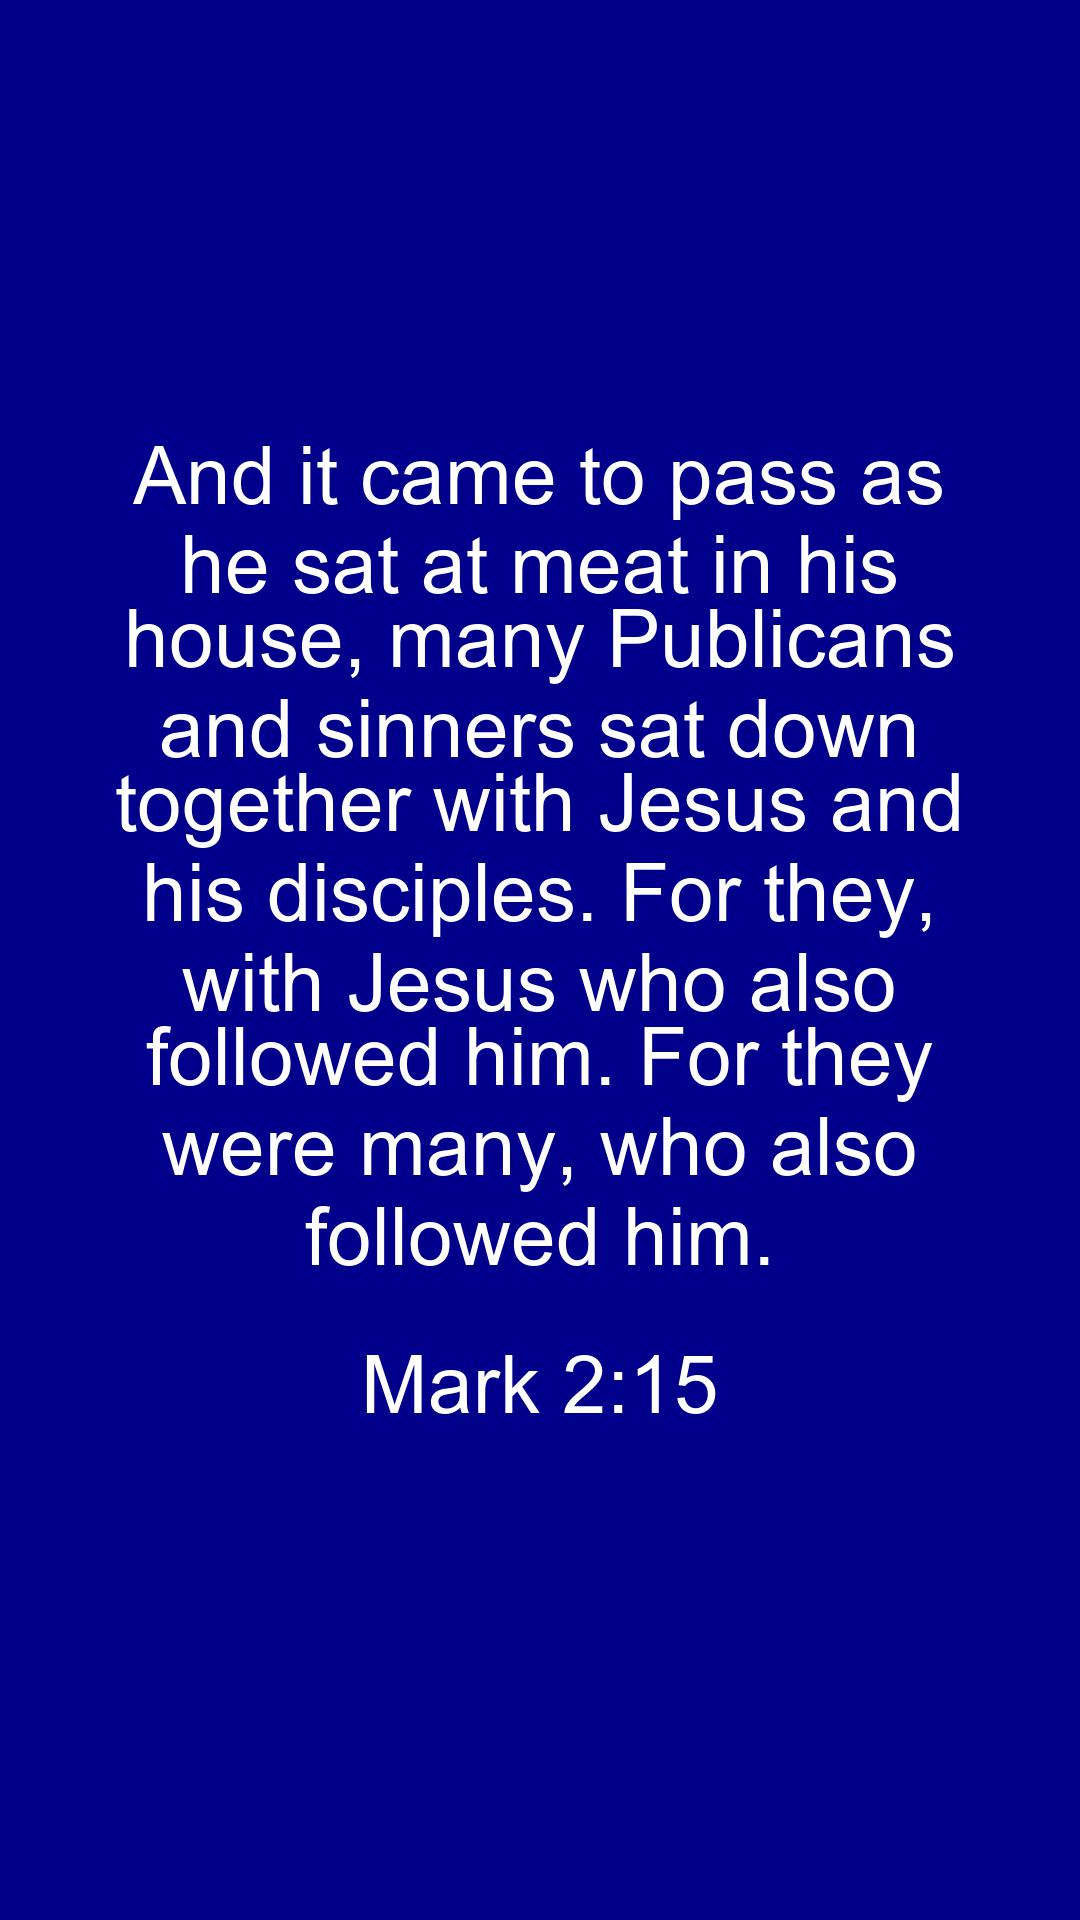 And it came to pass as
he sat at meat in his
house, many Publicans
and sinners sat down
together with Jesus and
his disciples. For they,
with Jesus who also
followed him. For they
were many, who also
followed him.
Mark 2:15